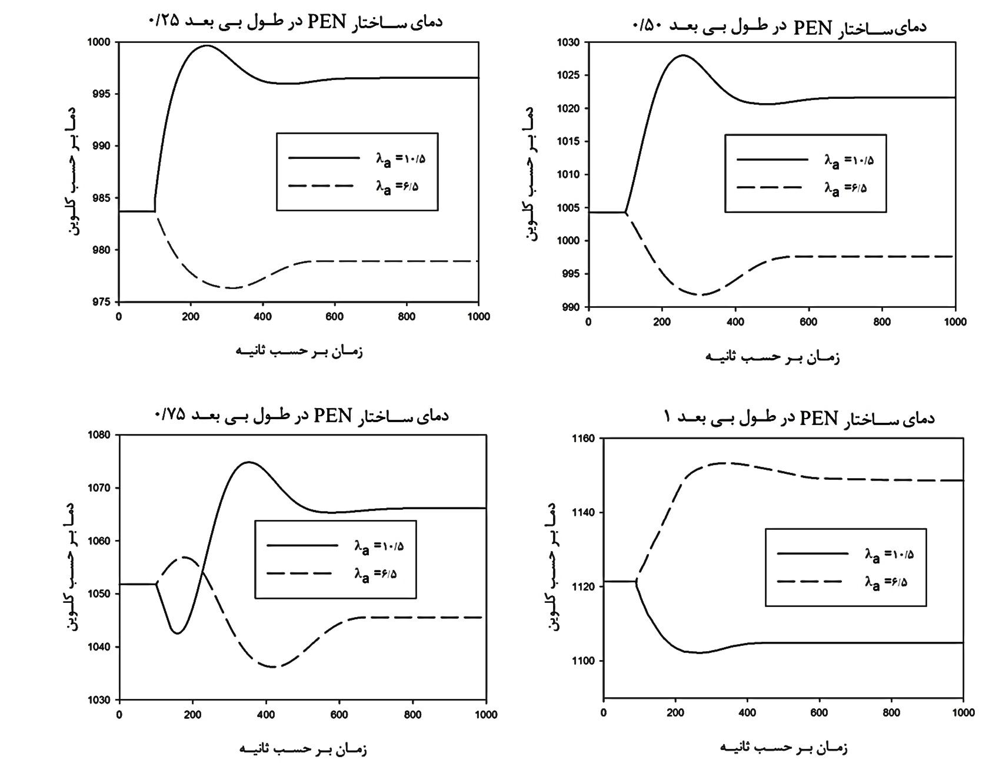 دمای ساختار PEN در طول بی بعد ۰/۲۵
1000
995
990
985
980
975
0 200 400 600 800 1000
دما بر حسب کلوین
λa =۱۰/۵
λa =۶/۵
زمان بر حسب ثانیه
دمای ساختار PEN در طول بی بعد ۰/۵۰
1030
1025
1020
1015
1010
1005
1000
995
990
0 200 400 600 800 1000
دما بر حسب کلوین
λa =۱۰/۵
λa =۶/۵
زمان بر حسب ثانیه
دمای ساختار PEN در طول بی بعد ۰/۷۵
1080
1070
1060
1050
1040
1030
0 200 400 600 800 1000
دما بر حسب کلوین
λa =۱۰/۵
λa =۶/۵
زمان بر حسب ثانیه
دمای ساختار PEN در طول بی بعد ۱
1160
1140
1120
1100
0 200 400 600 800 1000
دما بر حسب کلوین
λa =۱۰/۵
λa =۶/۵
زمان بر حسب ثانیه